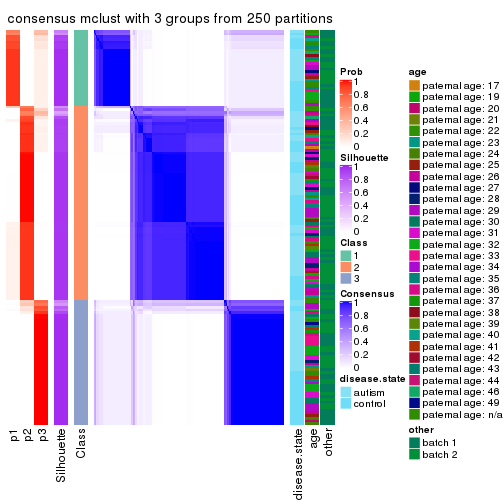 consensus mclust with 3 groups from 250 partitions
Prob
1
0.8
0.6
0.4
0.2
0
Silhouette
1
0.8
0.6
0.4
0.2
0
Class
1
2
3
Consensus
1
0.8
0.6
0.4
0.2
0
disease.state
autism
control
age
paternal age: 17
paternal age: 19
paternal age: 20
paternal age: 21
paternal age: 22
paternal age: 23
paternal age: 24
paternal age: 25
paternal age: 26
paternal age: 27
paternal age: 28
paternal age: 29
paternal age: 30
paternal age: 31
paternal age: 32
paternal age: 33
paternal age: 34
paternal age: 35
paternal age: 36
paternal age: 37
paternal age: 38
paternal age: 39
paternal age: 40
paternal age: 41
paternal age: 42
paternal age: 43
paternal age: 44
paternal age: 46
paternal age: 49
paternal age: n/a
other
batch 1
batch 2
p1
p2
p3
Silhouette
Class
disease.state
age
other